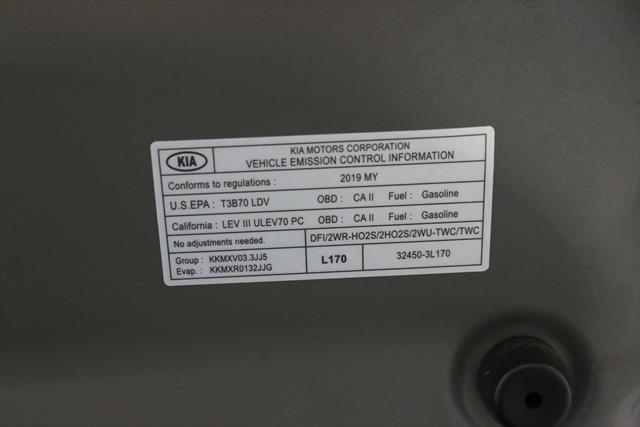 KIA
KIA MOTORS CORPORATION
VEHICLE EMISSION CONTROL INFORMATION
Conforms to regulations : 2019 MY
U.S.EPA : T3B70 LDV OBD : CA II Fuel : Gasoline
California : LEV III ULEV70 PC OBD : CA II Fuel : Gasoline
No adjustments needed. DFI/2WR-HO2S/2HO2S/2WU-TWC/TWC
Group : KKMXV03.3JJ5
Evap. : KKMXR0132JJG
L170 32450-3L170